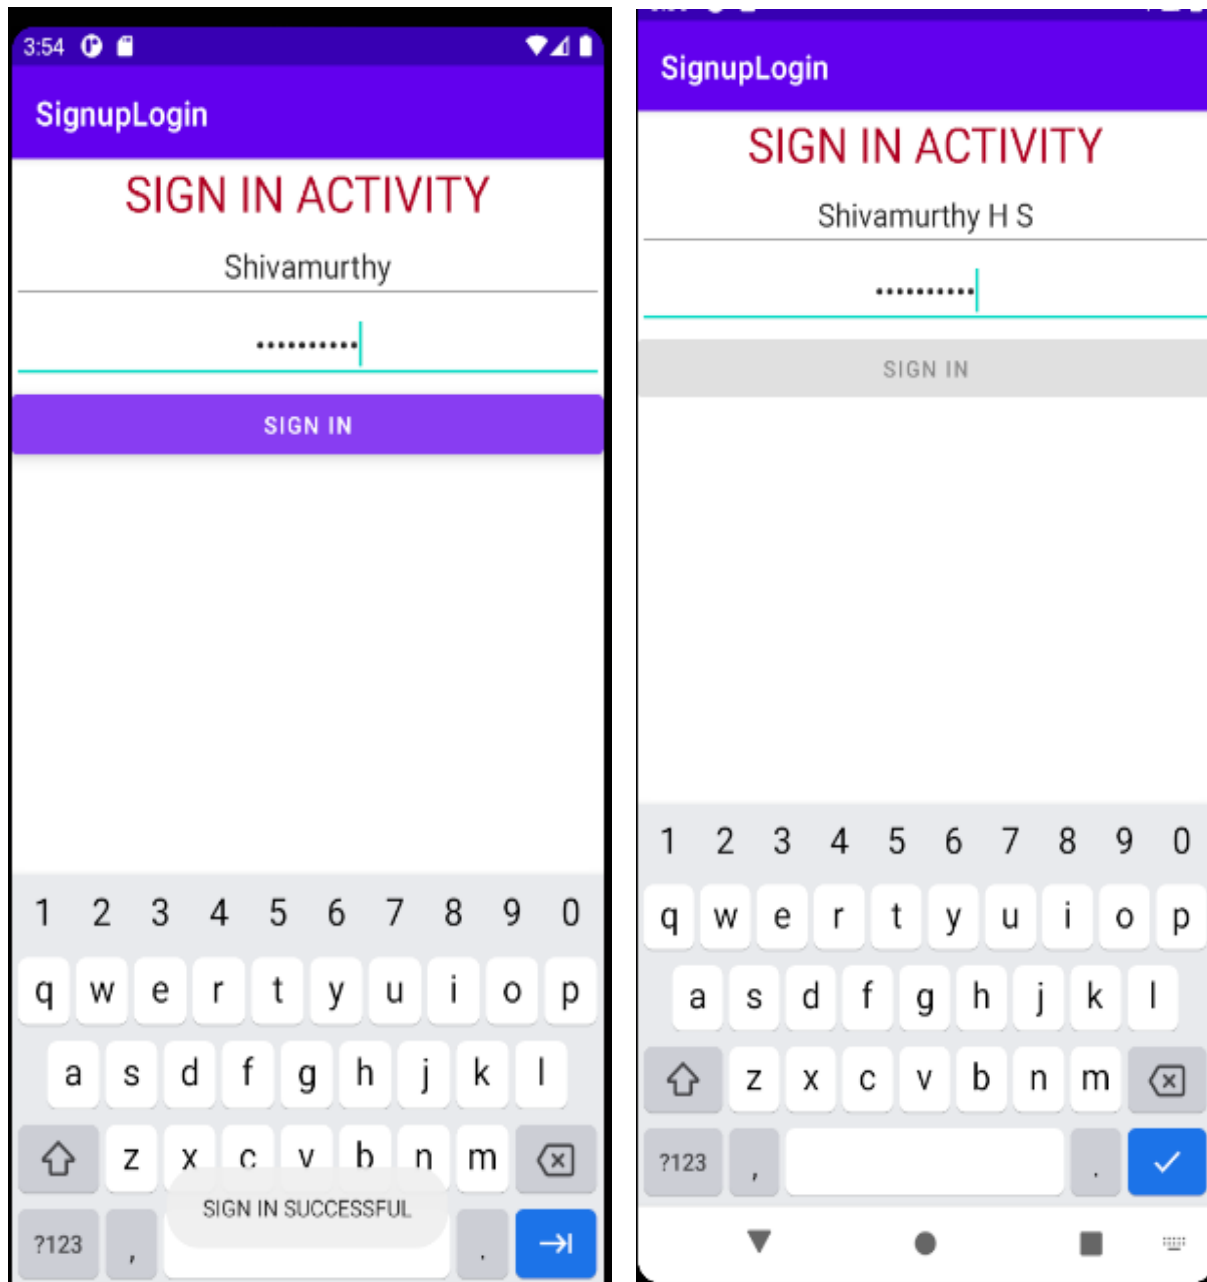 3:54
SignupLogin
SIGN IN ACTIVITY
Shivamurthy
••••••••••
SIGN IN
1 2 3 4 5 6 7 8 9 0
q w e r t y u i o p
a s d f g h j k l
z x c v b n m
SIGN IN SUCCESSFUL
?123 , .
SignupLogin
SIGN IN ACTIVITY
Shivamurthy H S
••••••••••
SIGN IN
1 2 3 4 5 6 7 8 9 0
q w e r t y u i o p
a s d f g h j k l
z x c v b n m
?123 , .